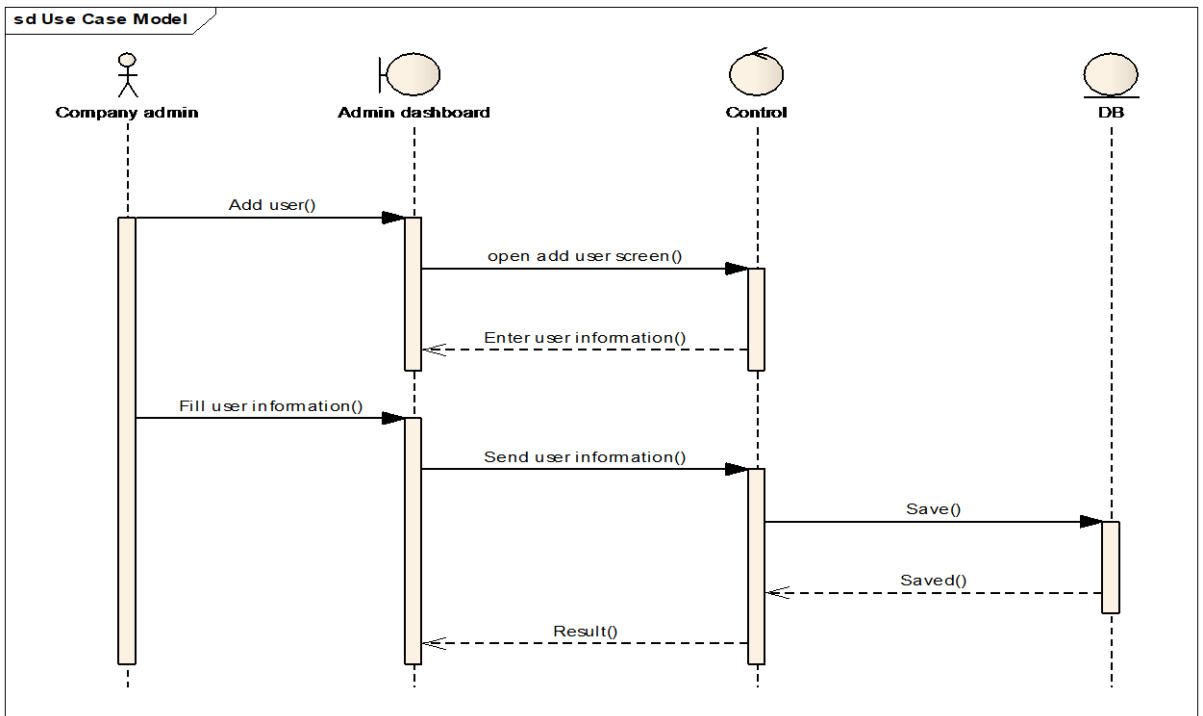 sd Use Case Model
Company admin
Admin dashboard
Control
DB
Add user()
open add user screen()
Enter user information()
Fill user information()
Send user information()
Save()
Saved()
Result()